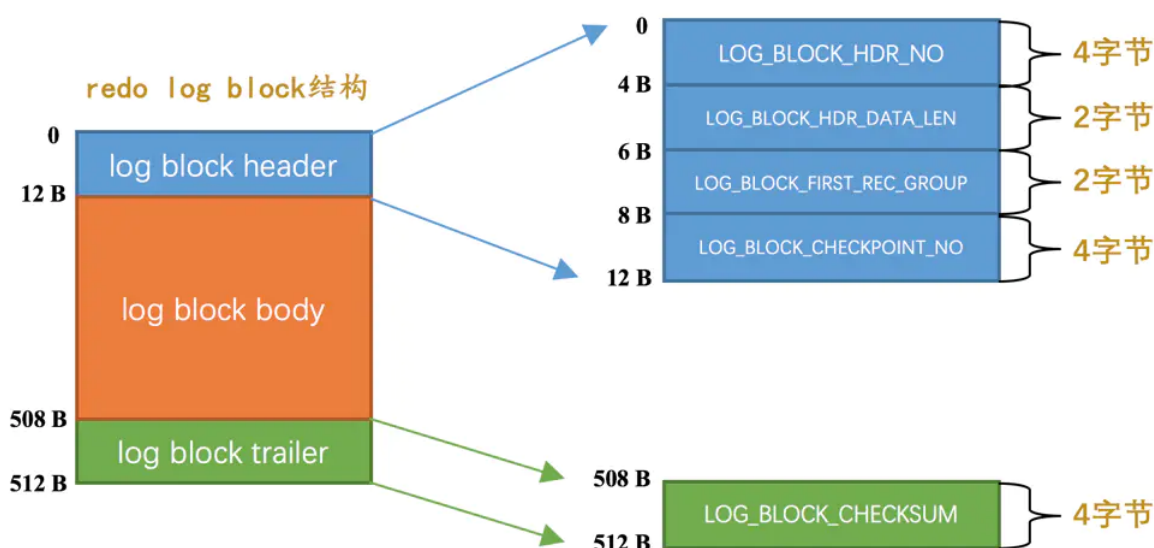 redo log block结构
0
log block header
12 B
log block body
508 B
log block trailer
512 B
0
LOG_BLOCK_HDR_NO
4字节
4 B
LOG_BLOCK_HDR_DATA_LEN
2字节
6 B
LOG_BLOCK_FIRST_REC_GROUP
2字节
8 B
LOG_BLOCK_CHECKPOINT_NO
4字节
12 B
508 B
LOG_BLOCK_CHECKSUM
4字节
512 B